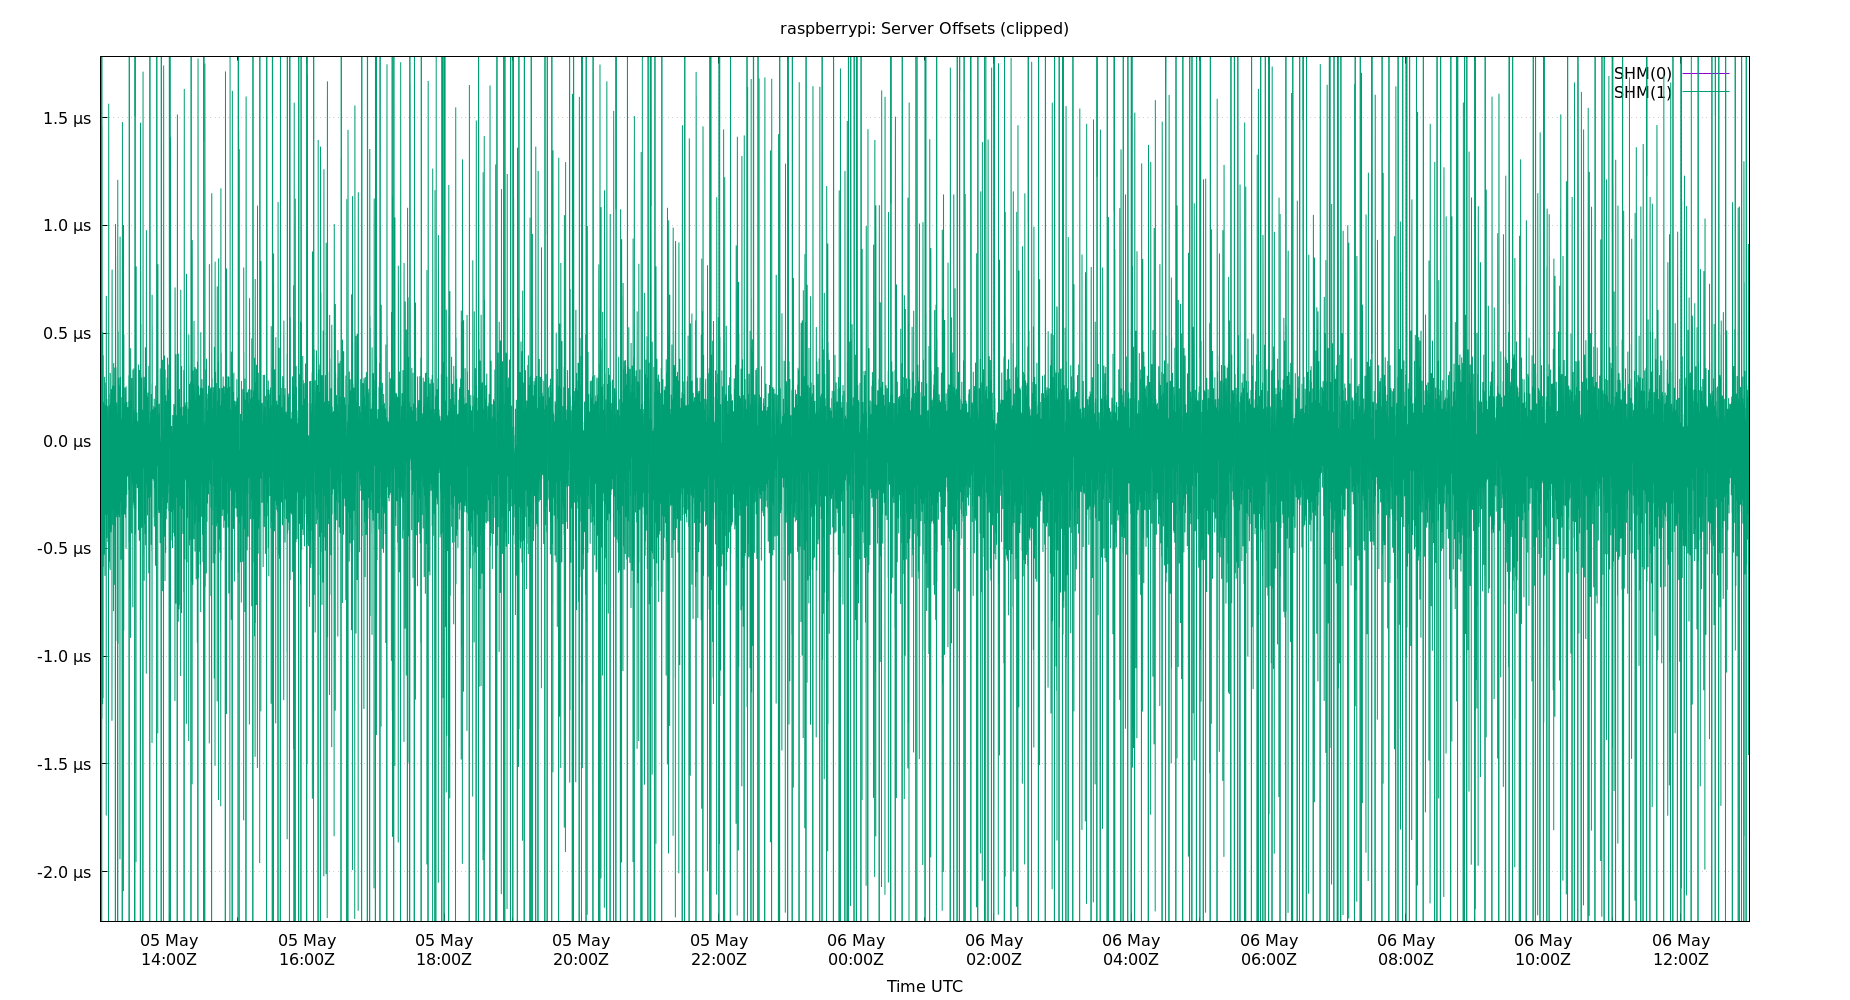 raspberrypi: Server Offsets (clipped)
SHM(0)
SHM(1)
1.5 µs
1.0 µs
0.5 µs
0.0 µs
-0.5 µs
-1.0 µs
-1.5 µs
-2.0 µs
05 May 05 May 05 May 05 May 05 May 06 May 06 May 06 May 06 May 06 May 06 May 06 May
14:00Z 16:00Z 18:00Z 20:00Z 22:00Z 00:00Z 02:00Z 04:00Z 06:00Z 08:00Z 10:00Z 12:00Z
Time UTC